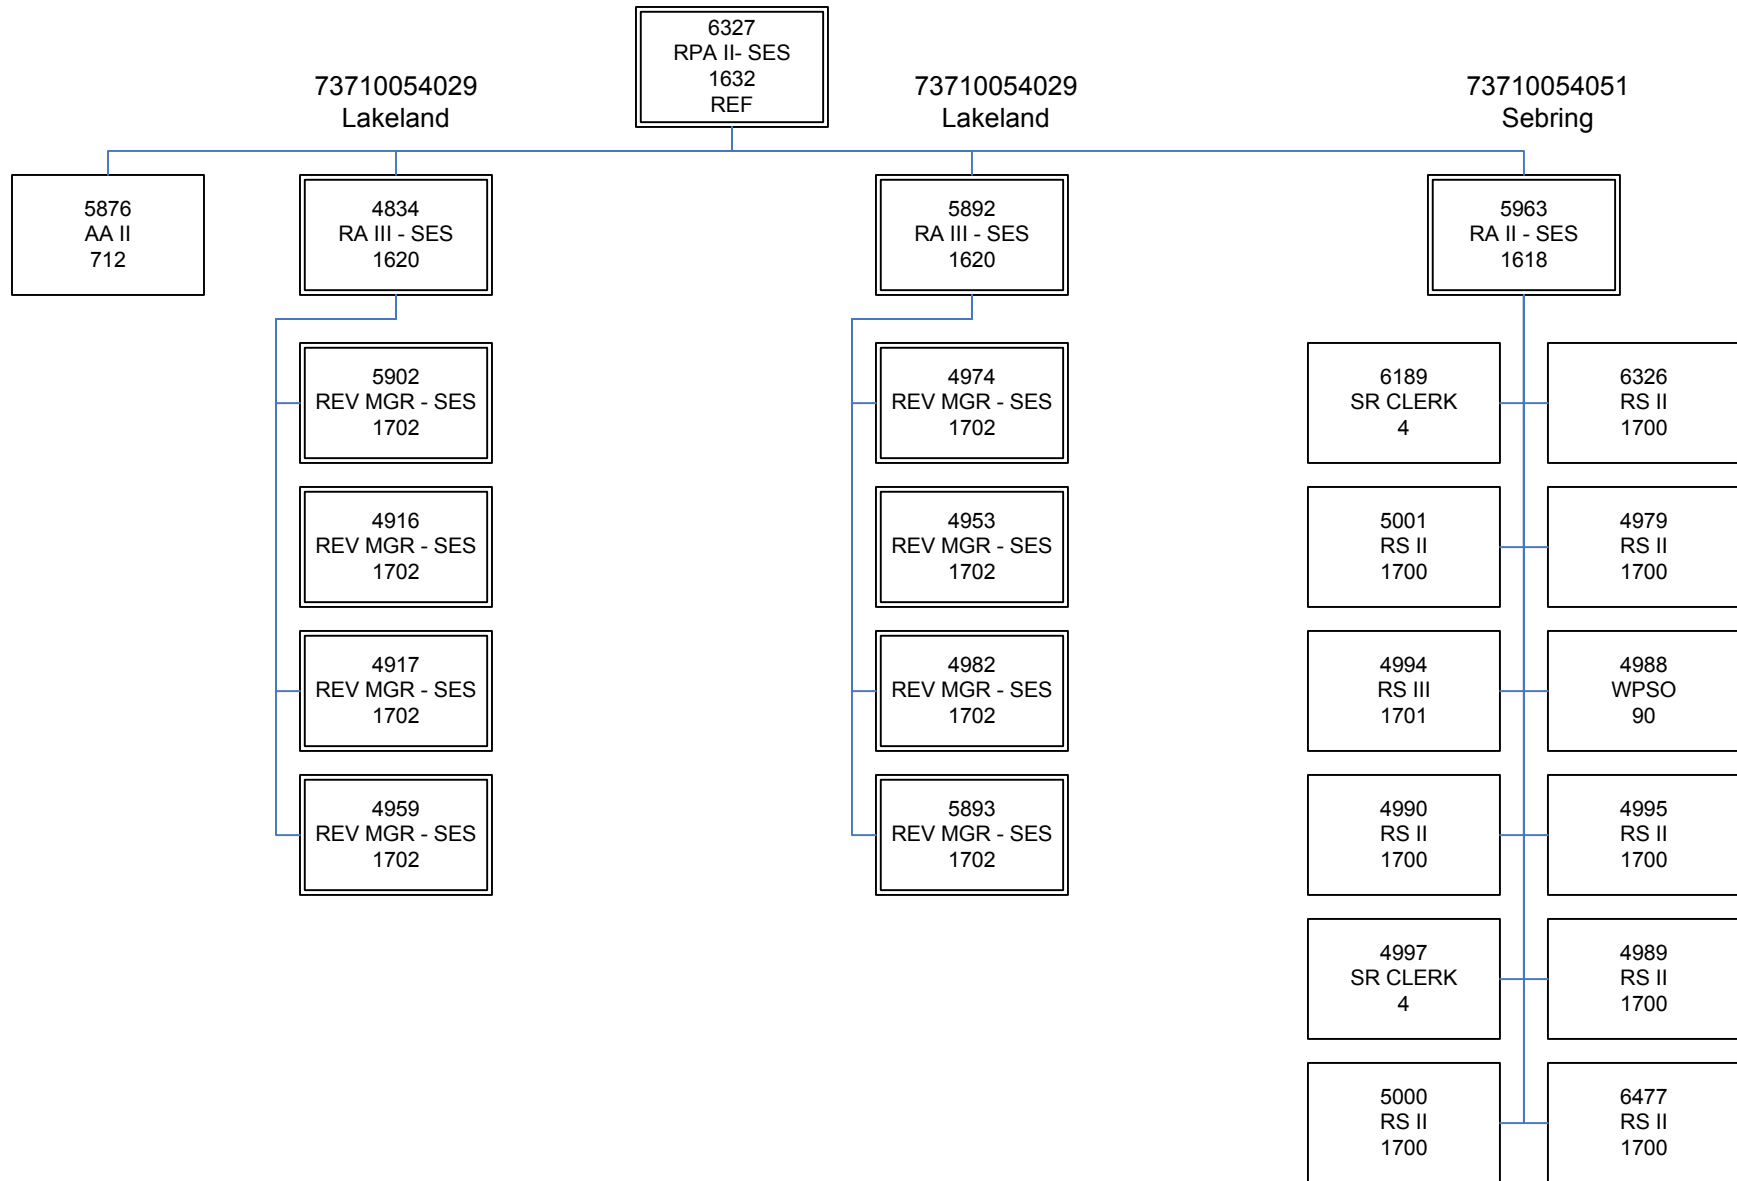 6327
RPA II- SES
1632
REF
73710054029
Lakeland
73710054029
Lakeland
73710054051
Sebring
5876
AA II
712
4834
RA III - SES
1620
5892
RA III - SES
1620
5963
RA II - SES
1618
5902
REV MGR - SES
1702
4974
REV MGR - SES
1702
6189
SR CLERK
4
6326
RS II
1700
4916
REV MGR - SES
1702
4953
REV MGR - SES
1702
5001
RS II
1700
4979
RS II
1700
4917
REV MGR - SES
1702
4982
REV MGR - SES
1702
4994
RS III
1701
4988
WPSO
90
4959
REV MGR - SES
1702
5893
REV MGR - SES
1702
4990
RS II
1700
4995
RS II
1700
4997
SR CLERK
4
4989
RS II
1700
5000
RS II
1700
6477
RS II
1700